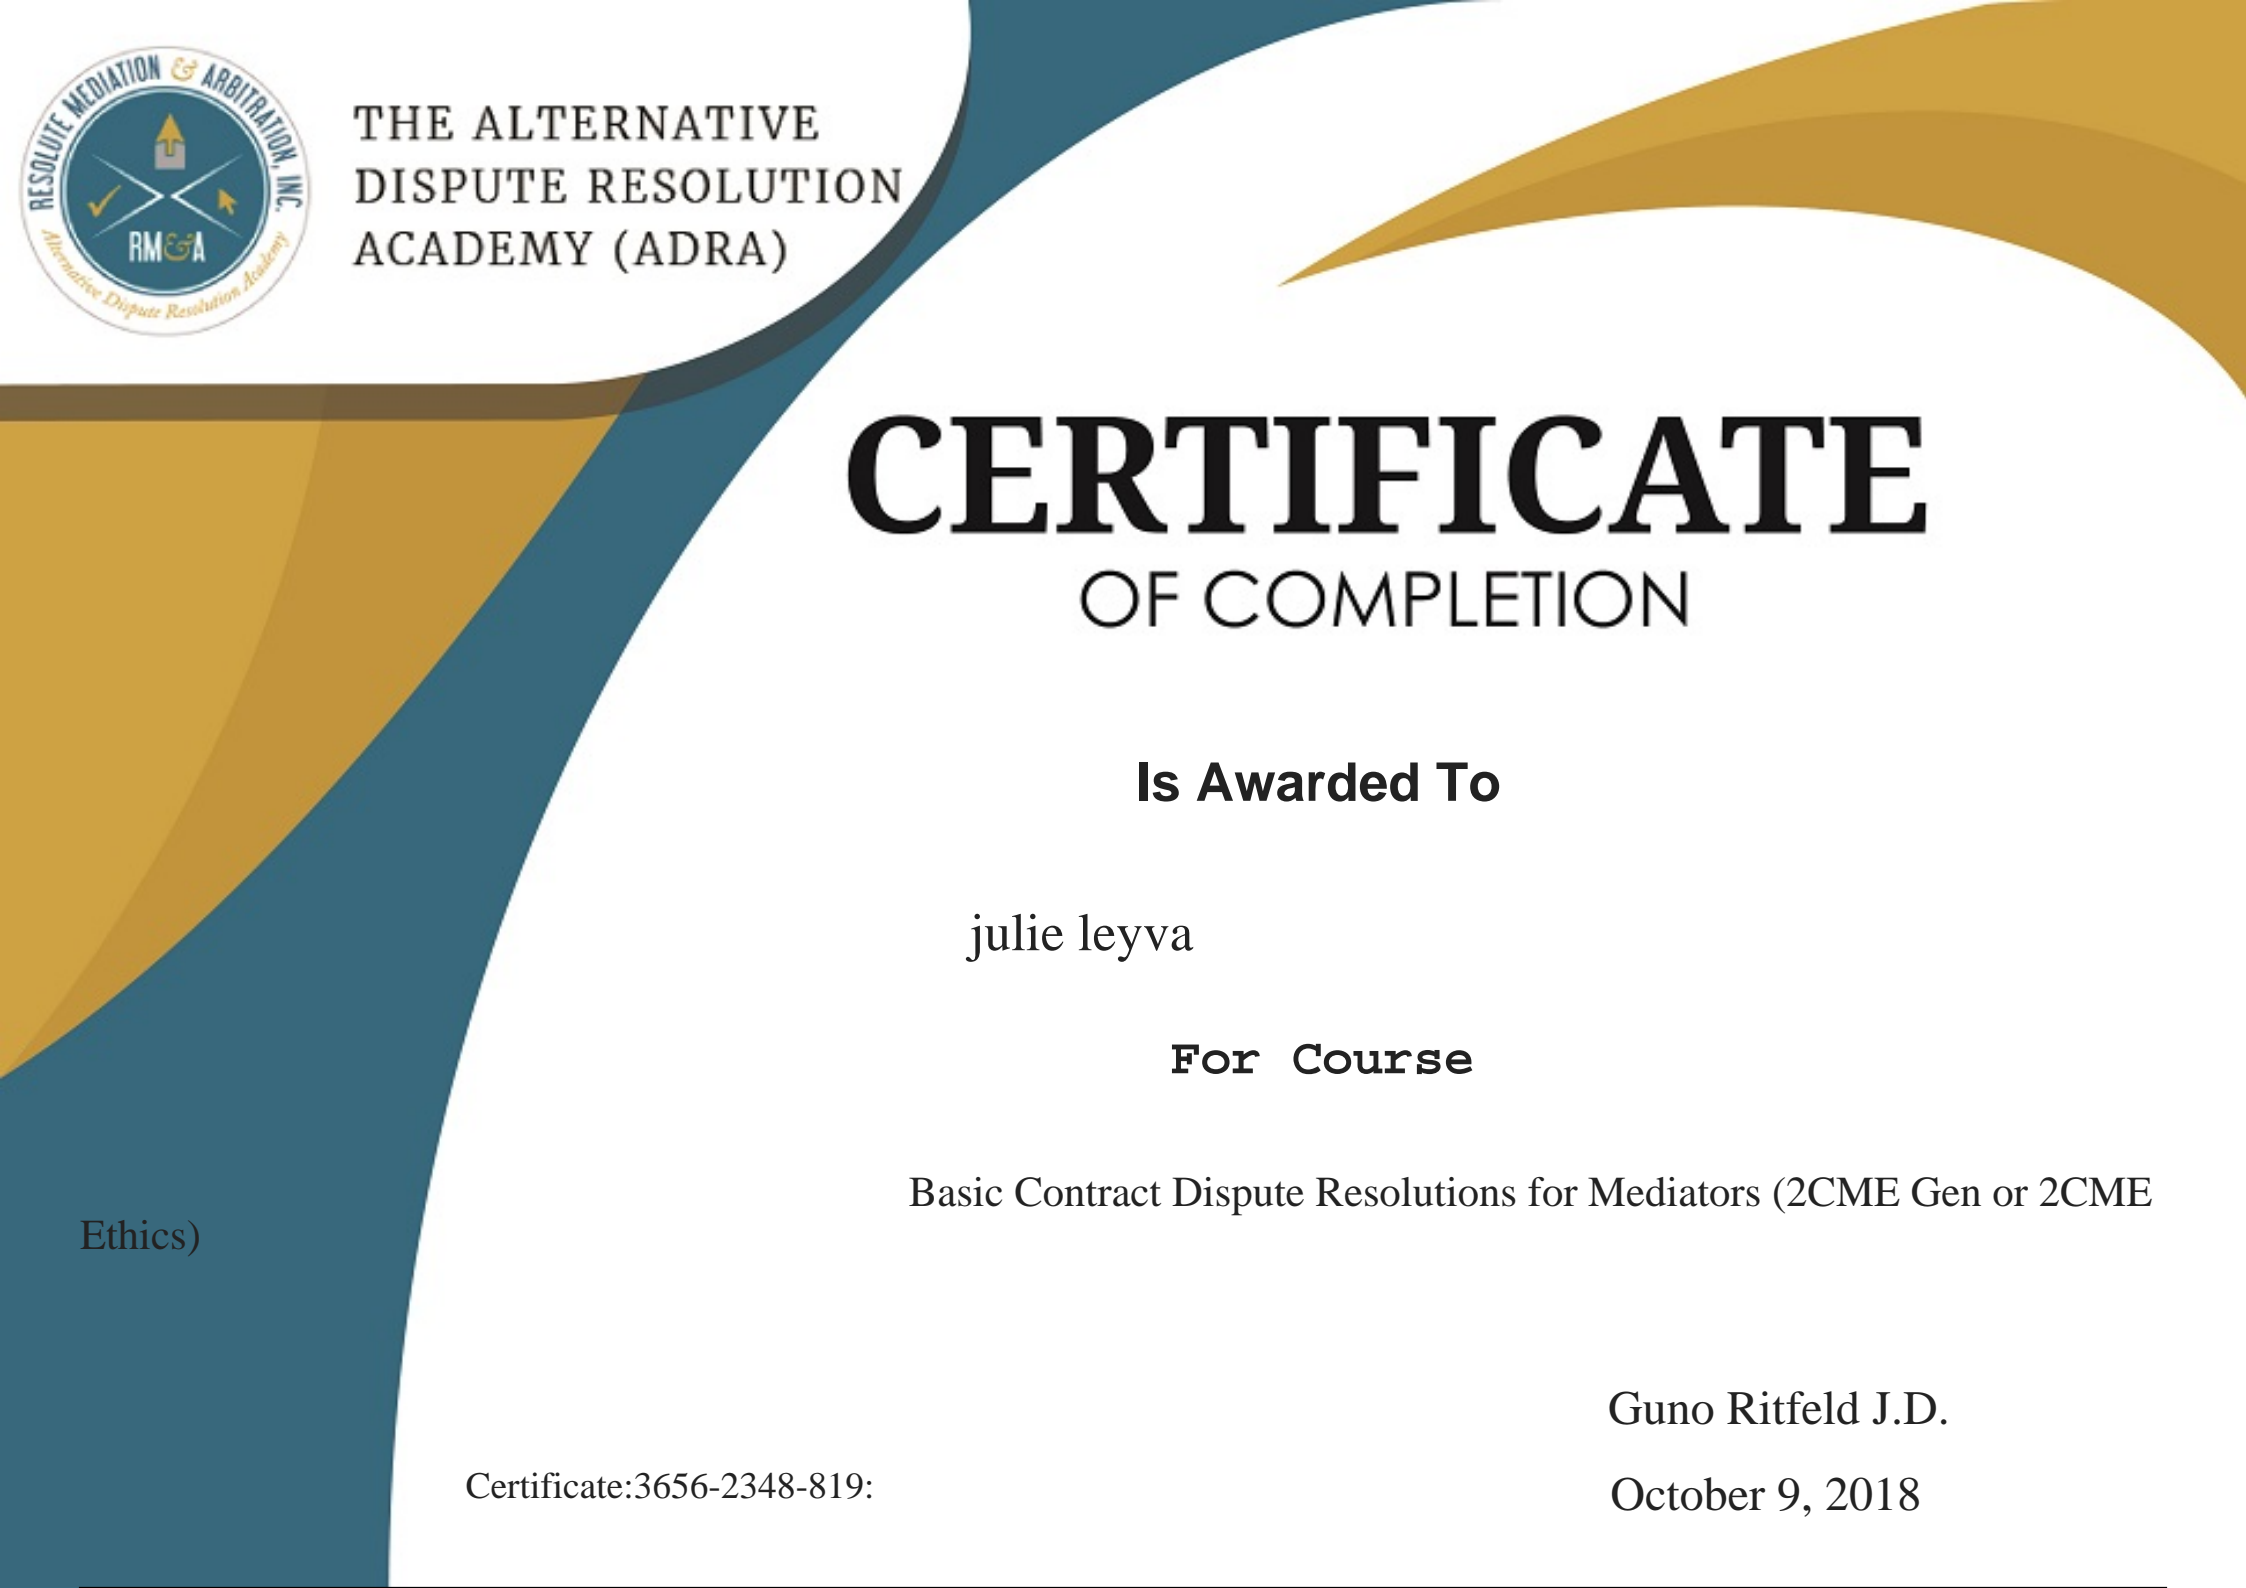 RESOLUTE MEDIATION & ARBITRATION, INC.
RM&A
Alternative Dispute Resolution Academy
THE ALTERNATIVE
DISPUTE RESOLUTION
ACADEMY (ADRA)
CERTIFICATE
OF COMPLETION
Is Awarded To
julie leyva
For Course
Basic Contract Dispute Resolutions for Mediators (2CME Gen or 2CME
Ethics)
Guno Ritfeld J.D.
Certificate:3656-2348-819:
October 9, 2018